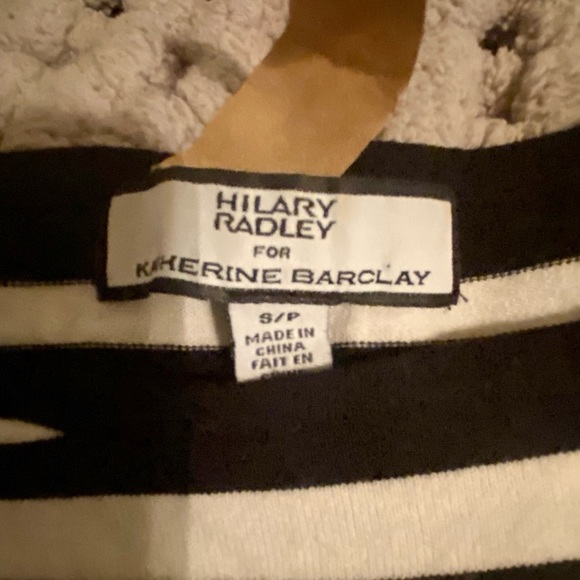 HILARY
RADLEY
FOR
KATHERINE BARCLAY
S/P
MADE IN
CHINA
FAIT EN